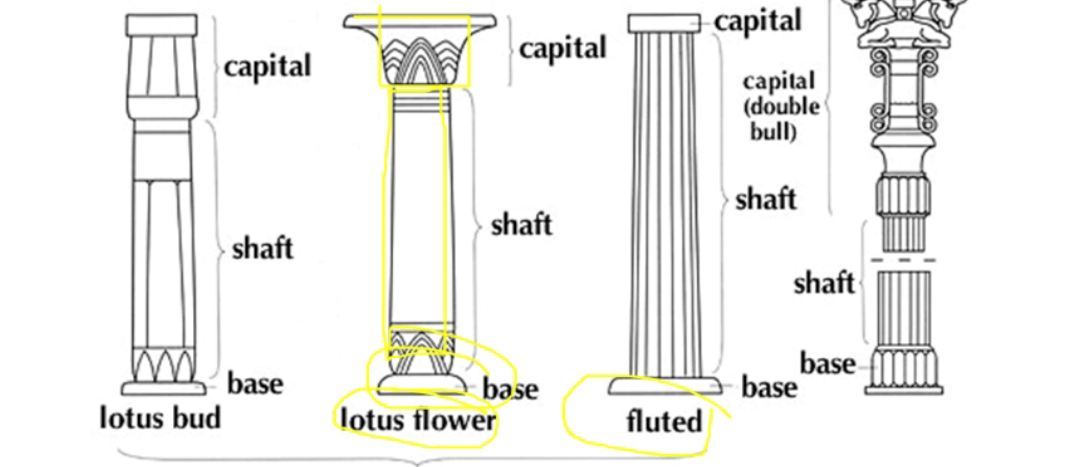 capital
shaft
base
lotus bud
capital
shaft
base
lotus flower
capital
shaft
base
fluted
capital
(double
bull)
shaft
base